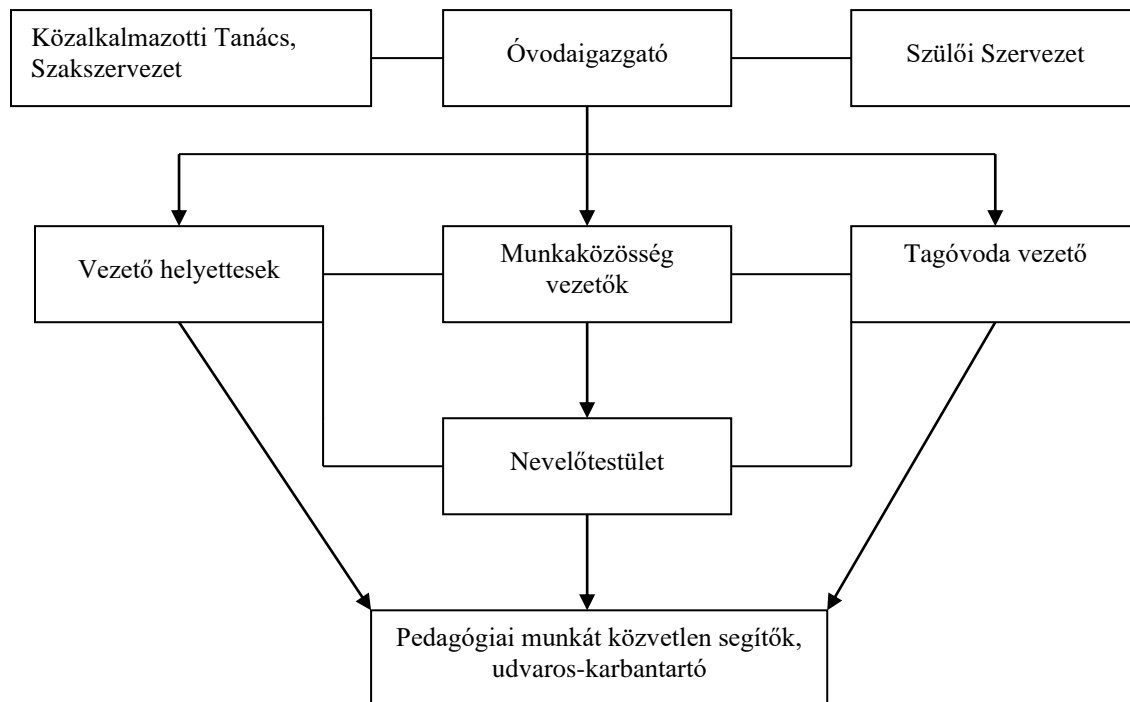 Közalkalmazotti Tanács,
Szakszervezet
Óvodaigazgató
Szülői Szervezet
Vezető helyettesek
Munkaközösség
vezetők
Tagóvoda vezető
Nevelőtestület
Pedagógiai munkát közvetlen segítők,
udvaros-karbantartó